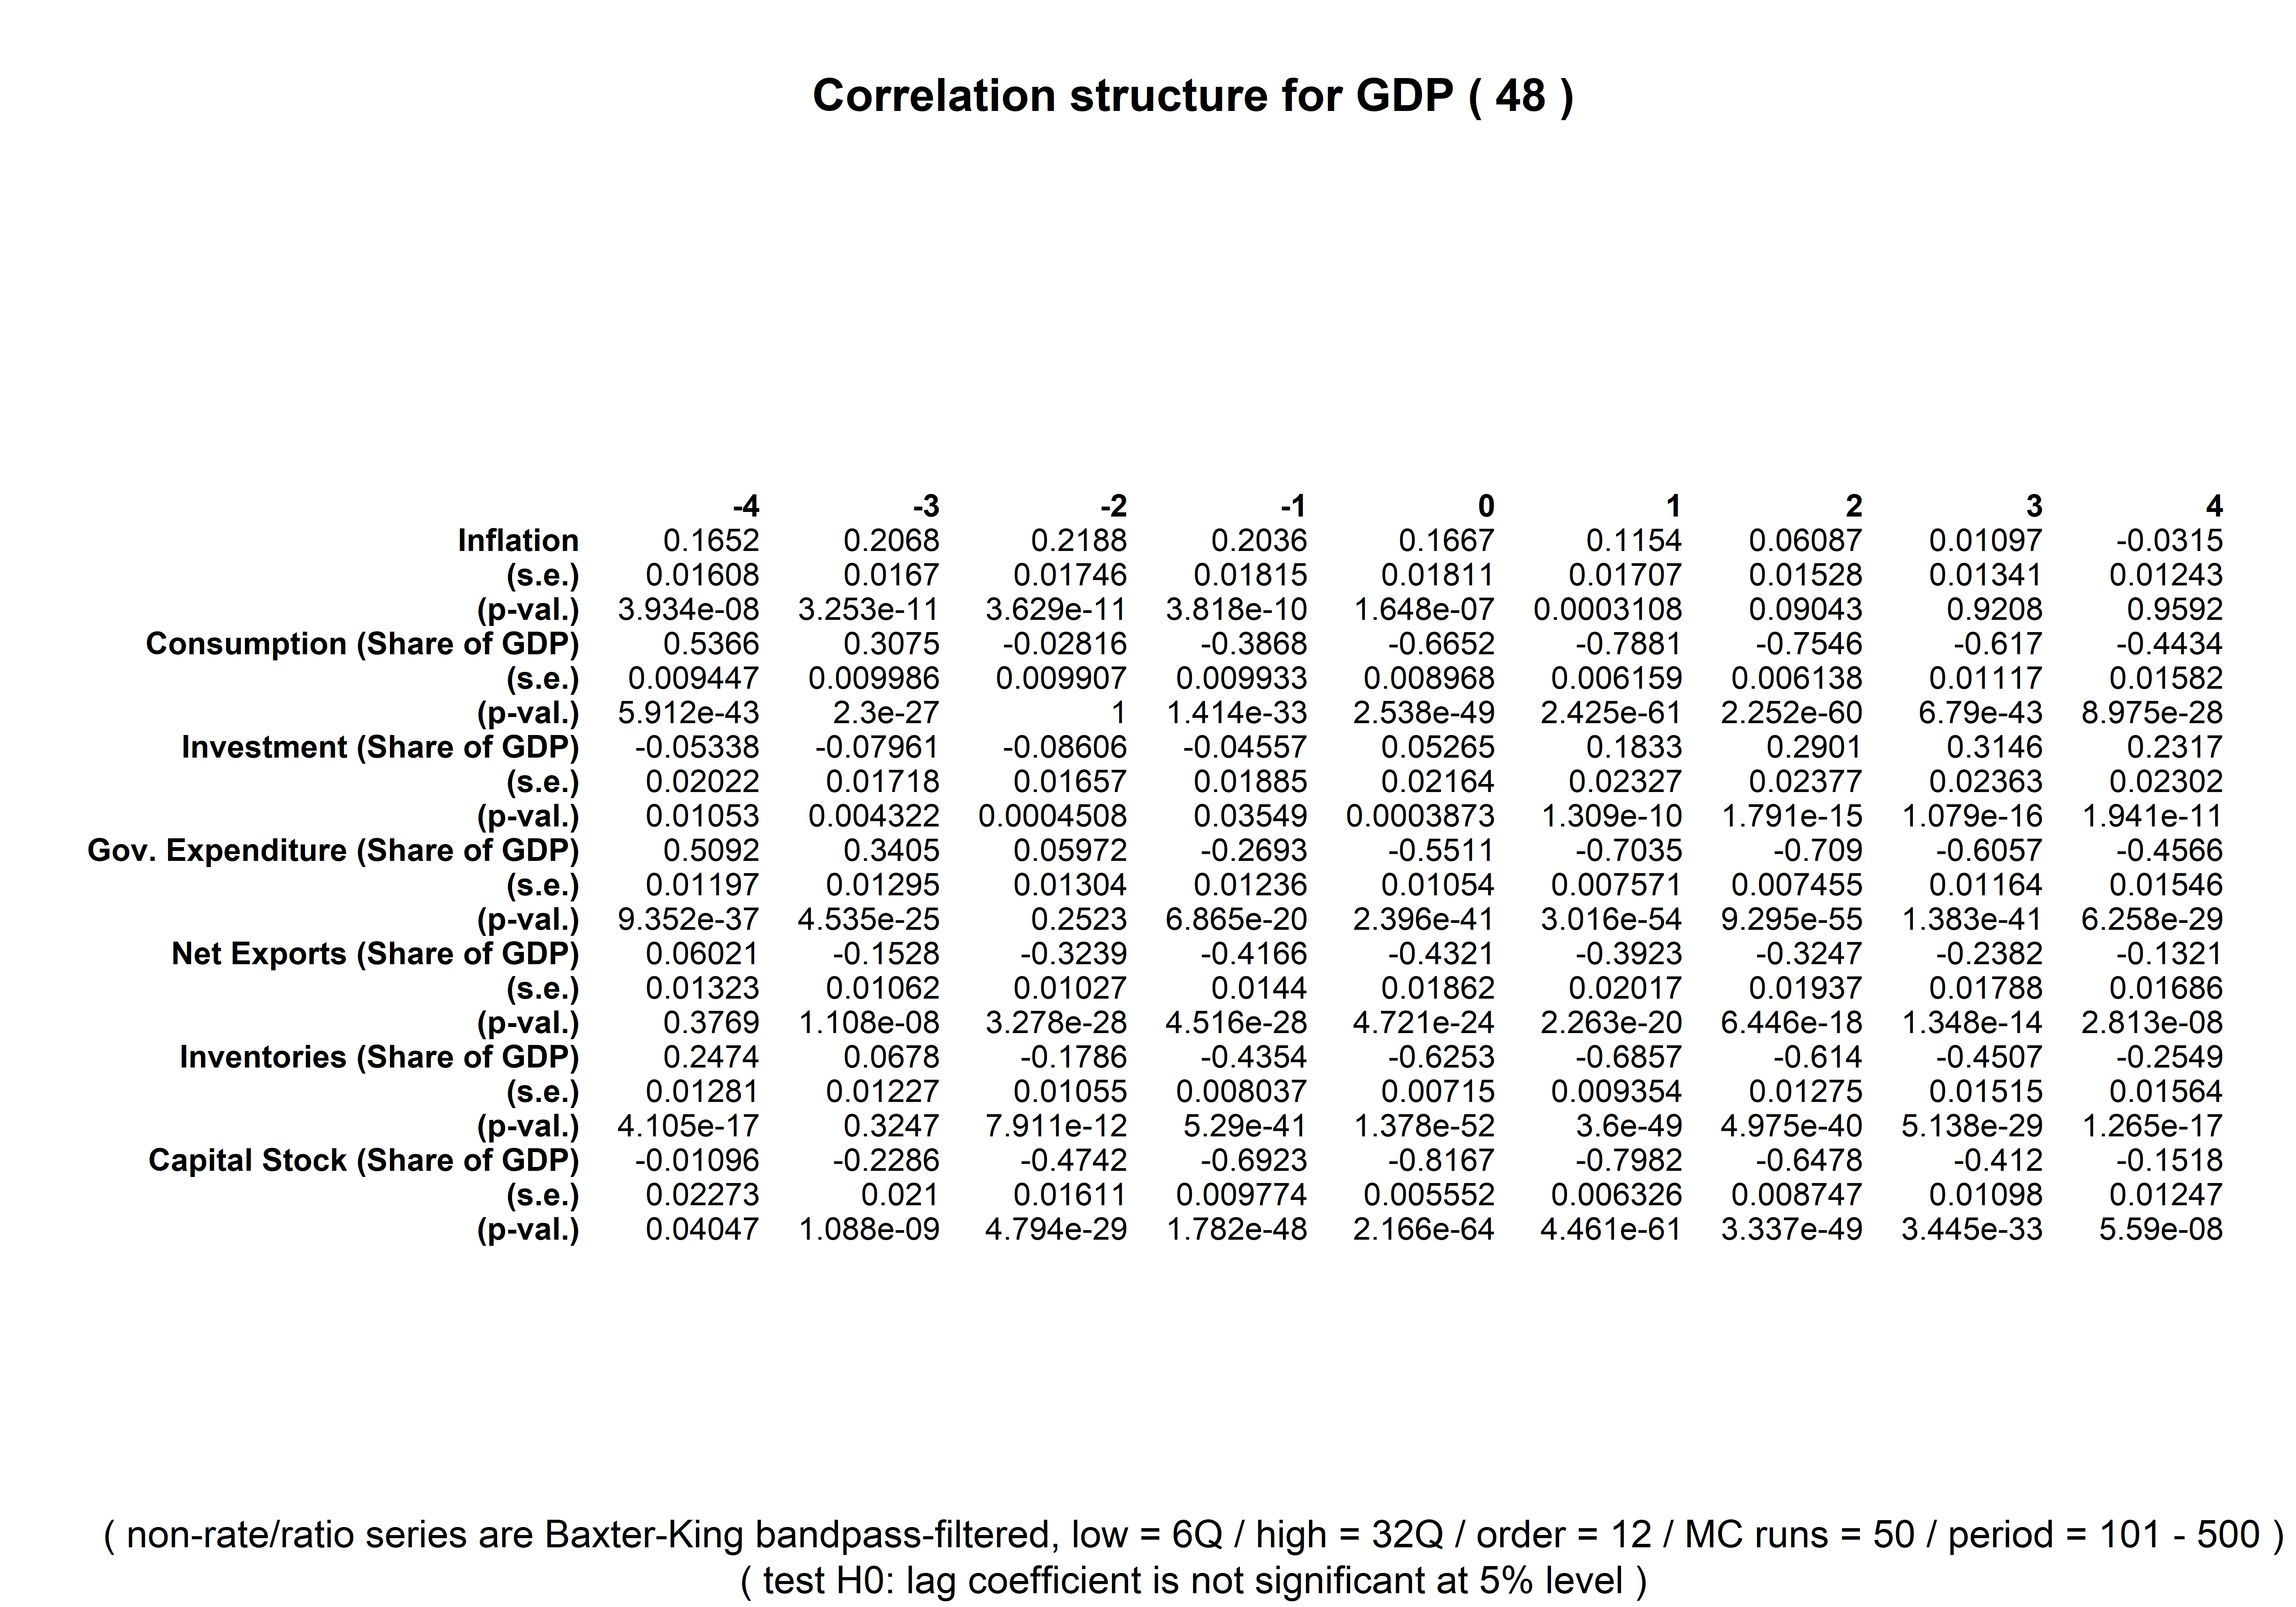 Correlation structure for GDP ( 48 )
-4 -3 -2 -1 0 1 2 3 4
Inflation 0.1652 0.2068 0.2188 0.2036 0.1667 0.1154 0.06087 0.01097 -0.0315
(s.e.) 0.01608 0.0167 0.01746 0.01815 0.01811 0.01707 0.01528 0.01341 0.01243
(p-val.) 3.934e-08 3.253e-11 3.629e-11 3.818e-10 1.648e-07 0.0003108 0.09043 0.9208 0.9592
Consumption (Share of GDP) 0.5366 0.3075 -0.02816 -0.3868 -0.6652 -0.7881 -0.7546 -0.617 -0.4434
(s.e.) 0.009447 0.009986 0.009907 0.009933 0.008968 0.006159 0.006138 0.01117 0.01582
(p-val.) 5.912e-43 2.3e-27 1 1.414e-33 2.538e-49 2.425e-61 2.252e-60 6.79e-43 8.975e-28
Investment (Share of GDP) -0.05338 -0.07961 -0.08606 -0.04557 0.05265 0.1833 0.2901 0.3146 0.2317
(s.e.) 0.02022 0.01718 0.01657 0.01885 0.02164 0.02327 0.02377 0.02363 0.02302
(p-val.) 0.01053 0.004322 0.0004508 0.03549 0.0003873 1.309e-10 1.791e-15 1.079e-16 1.941e-11
Gov. Expenditure (Share of GDP) 0.5092 0.3405 0.05972 -0.2693 -0.5511 -0.7035 -0.709 -0.6057 -0.4566
(s.e.) 0.01197 0.01295 0.01304 0.01236 0.01054 0.007571 0.007455 0.01164 0.01546
(p-val.) 9.352e-37 4.535e-25 0.2523 6.865e-20 2.396e-41 3.016e-54 9.295e-55 1.383e-41 6.258e-29
Net Exports (Share of GDP) 0.06021 -0.1528 -0.3239 -0.4166 -0.4321 -0.3923 -0.3247 -0.2382 -0.1321
(s.e.) 0.01323 0.01062 0.01027 0.0144 0.01862 0.02017 0.01937 0.01788 0.01686
(p-val.) 0.3769 1.108e-08 3.278e-28 4.516e-28 4.721e-24 2.263e-20 6.446e-18 1.348e-14 2.813e-08
Inventories (Share of GDP) 0.2474 0.0678 -0.1786 -0.4354 -0.6253 -0.6857 -0.614 -0.4507 -0.2549
(s.e.) 0.01281 0.01227 0.01055 0.008037 0.00715 0.009354 0.01275 0.01515 0.01564
(p-val.) 4.105e-17 0.3247 7.911e-12 5.29e-41 1.378e-52 3.6e-49 4.975e-40 5.138e-29 1.265e-17
Capital Stock (Share of GDP) -0.01096 -0.2286 -0.4742 -0.6923 -0.8167 -0.7982 -0.6478 -0.412 -0.1518
(s.e.) 0.02273 0.021 0.01611 0.009774 0.005552 0.006326 0.008747 0.01098 0.01247
(p-val.) 0.04047 1.088e-09 4.794e-29 1.782e-48 2.166e-64 4.461e-61 3.337e-49 3.445e-33 5.59e-08
( non-rate/ratio series are Baxter-King bandpass-filtered, low = 6Q / high = 32Q / order = 12 / MC runs = 50 / period = 101 - 500 )
( test H0: lag coefficient is not significant at 5% level )